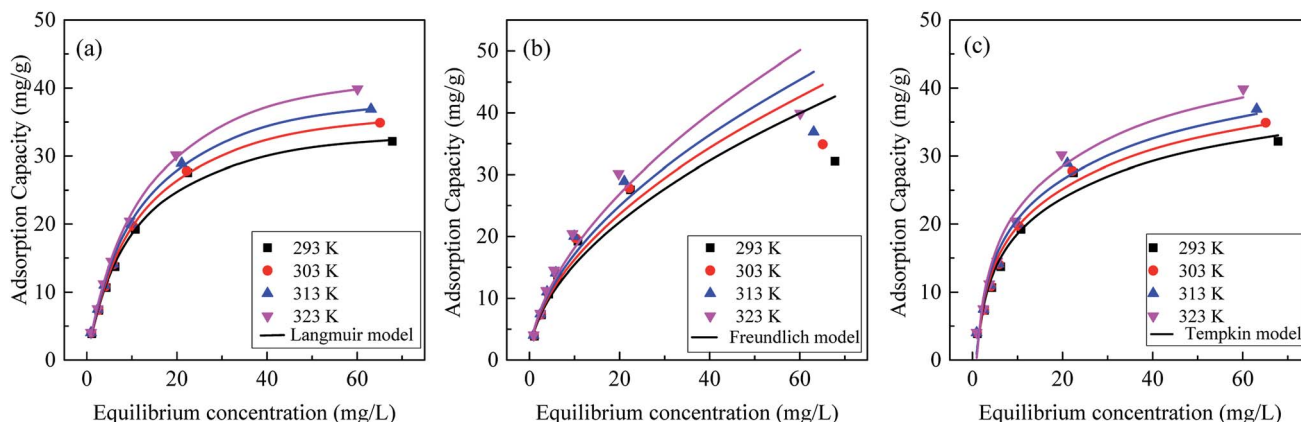 (a)
Adsorption Capacity (mg/g)
50
40
30
20
10
0
293 K
303 K
313 K
323 K
Langmuir model
0 20 40 60
Equilibrium concentration (mg/L)
(b)
Adsorption Capacity (mg/g)
50
40
30
20
10
0
293 K
303 K
313 K
323 K
Freundlich model
0 20 40 60
Equilibrium concentration (mg/L)
(c)
Adsorption Capacity (mg/g)
50
40
30
20
10
0
293 K
303 K
313 K
323 K
Tempkin model
0 20 40 60
Equilibrium concentration (mg/L)